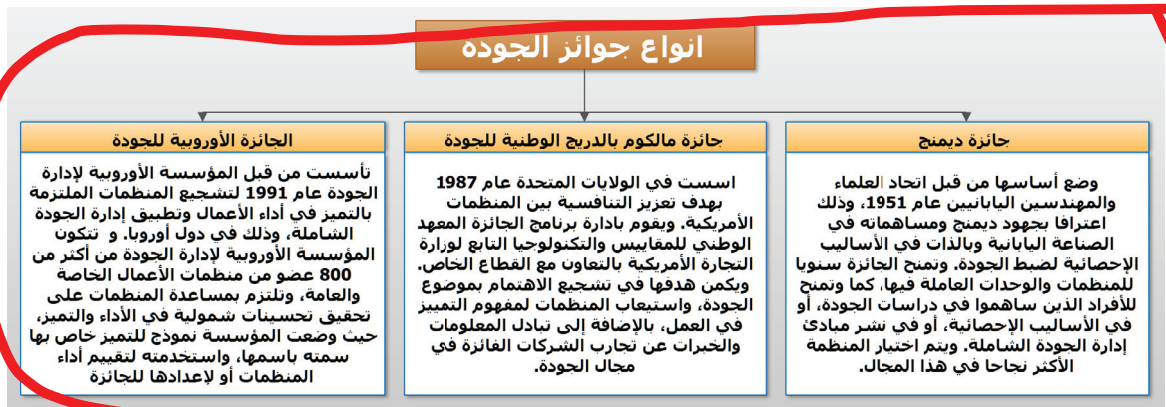 انواع جوائز الجودة
جائزة ديمنج
وضع أساسها من قبل اتحاد العلماء
والمهندسين اليابانيين عام 1951، وذلك
اعترافا بجهود ديمنج ومساهماته في
الصناعة اليابانية وبالذات في الأساليب
الإحصائية لضبط الجودة. وتمنح الجائزة سنويا
للمنظمات والوحدات العاملة فيها، كما وتمنح
للأفراد الذين ساهموا في دراسات الجودة، أو
في الأساليب الإحصائية، أو في نشر مبادئ
إدارة الجودة الشاملة. ويتم اختيار المنظمة
الأكثر نجاحا في هذا المجال.
جائزة مالكوم بالدريج الوطنية للجودة
اسست في الولايات المتحدة عام 1987
بهدف تعزيز التنافسية بين المنظمات
الأمريكية. ويقوم بادارة برنامج الجائزة المعهد
الوطني للمقاييس والتكنولوجيا التابع لوزارة
التجارة الأمريكية بالتعاون مع القطاع الخاص.
ويكمن هدفها في تشجيع الاهتمام بموضوع
الجودة، واستيعاب المنظمات لمفهوم التمييز
في العمل، بالإضافة إلى تبادل المعلومات
والخبرات عن تجارب الشركات الفائزة في
مجال الجودة.
الجائزة الأوروبية للجودة
تأسست من قبل المؤسسة الأوروبية لإدارة
الجودة عام 1991 لتشجيع المنظمات الملتزمة
بالتميز في أداء الأعمال وتطبيق إدارة الجودة
الشاملة، وذلك في دول أوروبا. و تتكون
المؤسسة الأوروبية لإدارة الجودة من أكثر من
800 عضو من منظمات الأعمال الخاصة
والعامة، وتلتزم بمساعدة المنظمات على
تحقيق تحسينات شمولية في الأداء والتميز،
حيث وضعت المؤسسة نموذج للتميز خاص بها
سمته باسمها، واستخدمته لتقييم أداء
المنظمات أو لإعدادها للجائزة